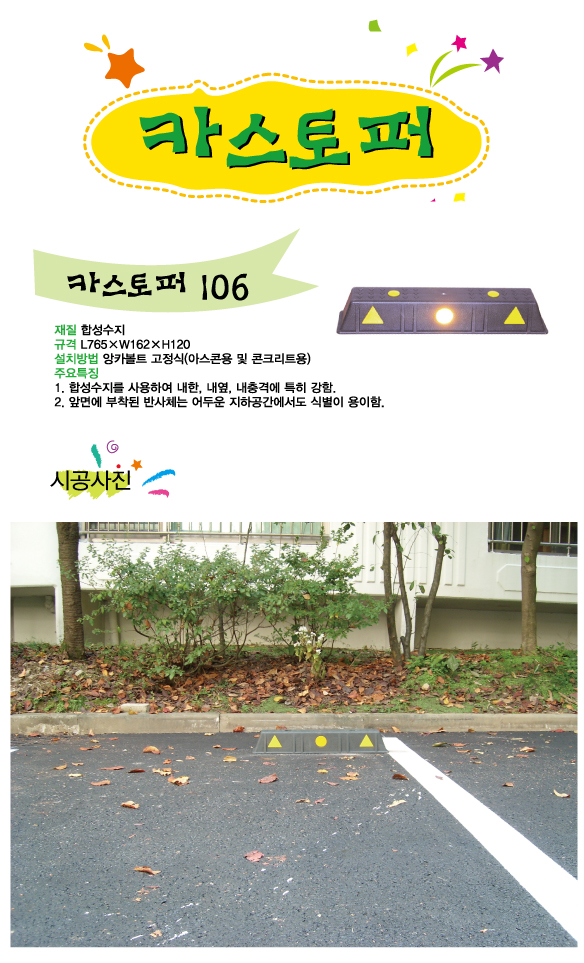 카스토퍼
카스토퍼 106
재질 합성수지
규격 L765×W162×H120
설치방법 앙카볼트 고정식(아스콘용 및 콘크리트용)
주요특징
1. 합성수지를 사용하여 내한, 내열, 내충격에 특히 강함.
2. 앞면에 부착된 반사체는 어두운 지하공간에서도 식별이 용이함.
시공사진